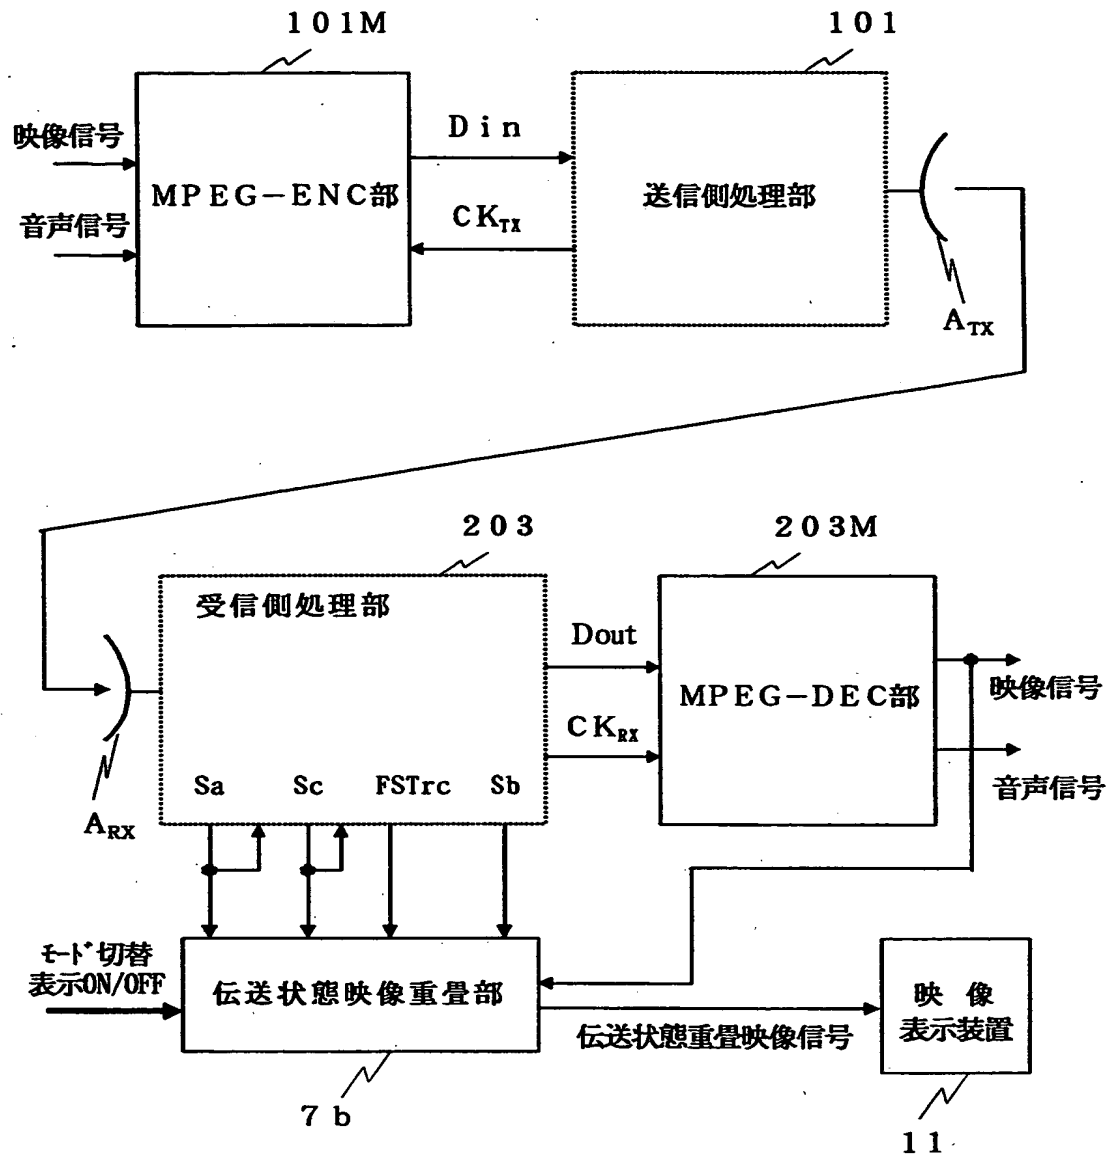 101M
101
映像信号
Din
MPEG-ENC部
送信側処理部
音声信号
CKTX
ATX
203
203M
受信側処理部
Dout
MPEG-DEC部
映像信号
CKRX
音声信号
Sa Sc FSTrc Sb
ARX
モード切替
表示ON/OFF
伝送状態映像重畳部
映像
表示装置
伝送状態重畳映像信号
7b
11